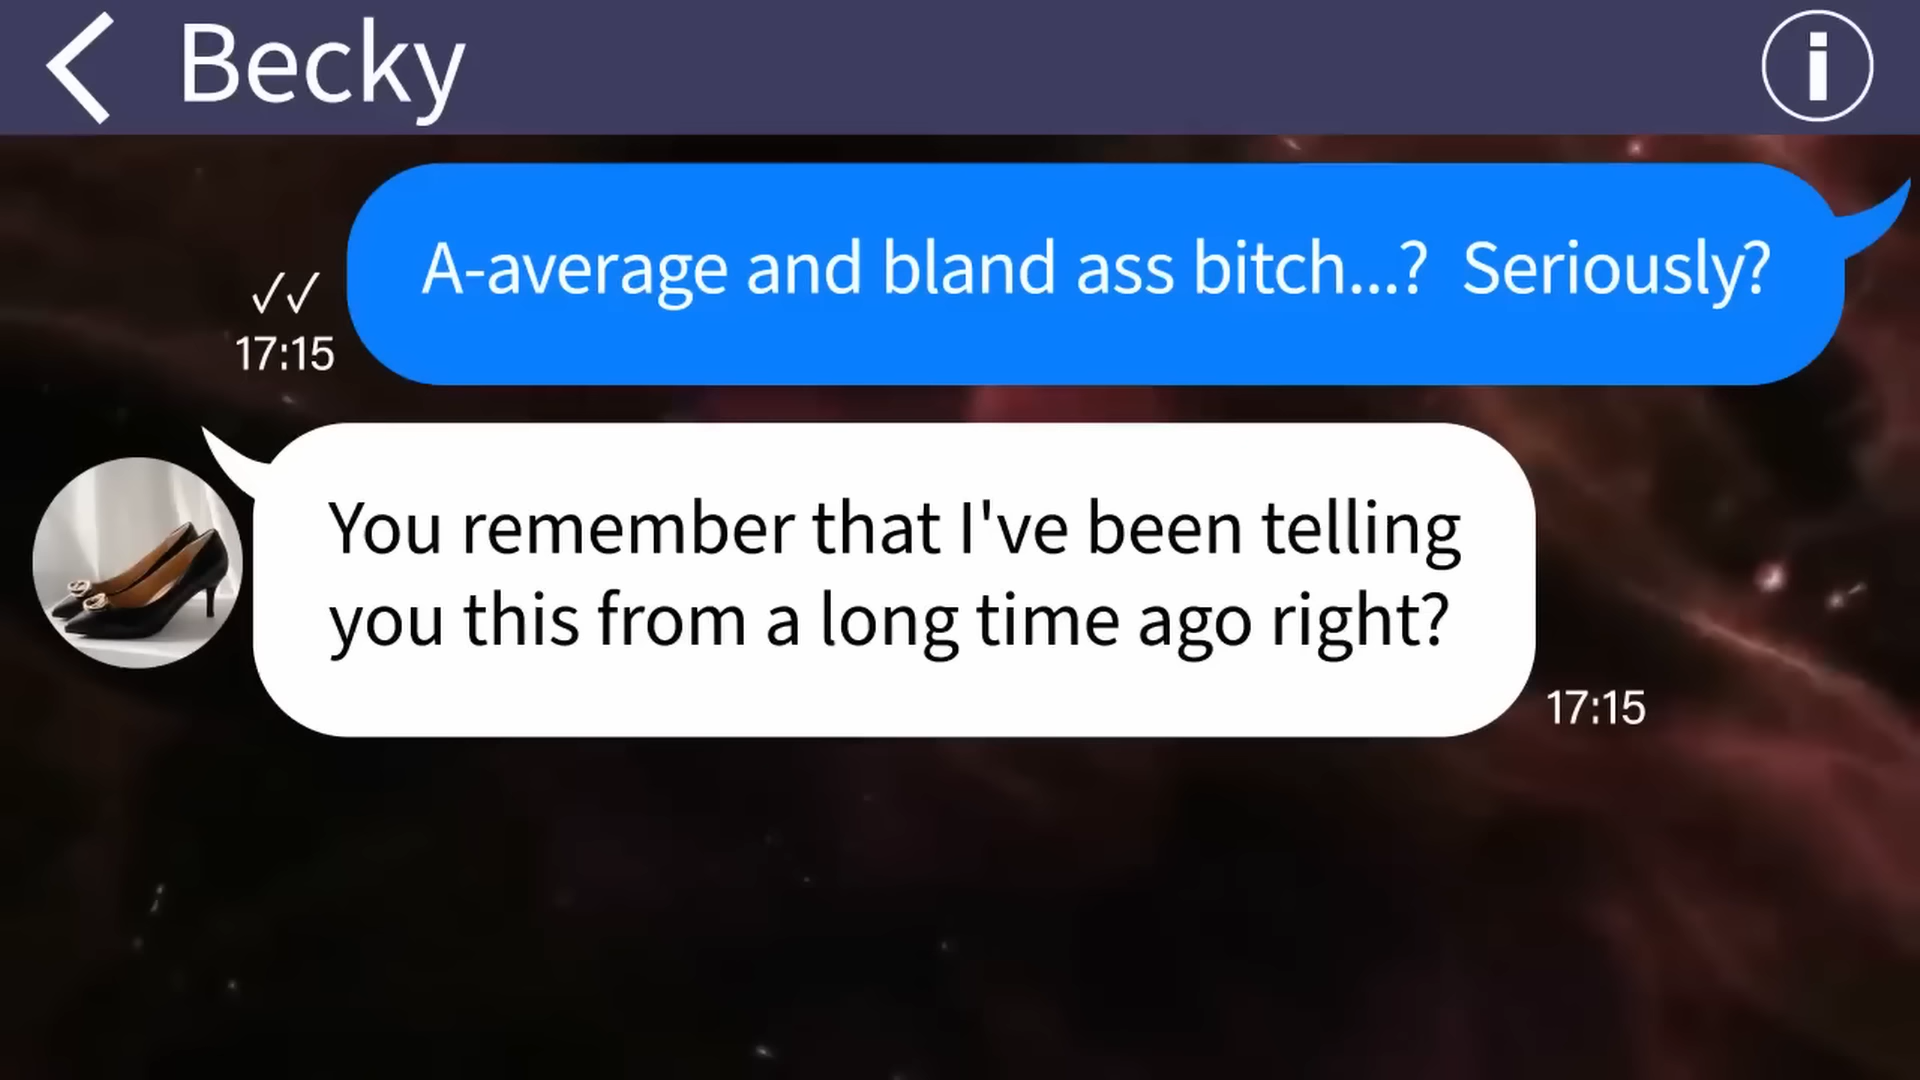 Becky
A-average and bland ass bitch...?  Seriously?
17:15
You remember that I've been telling
you this from a long time ago right?
17:15